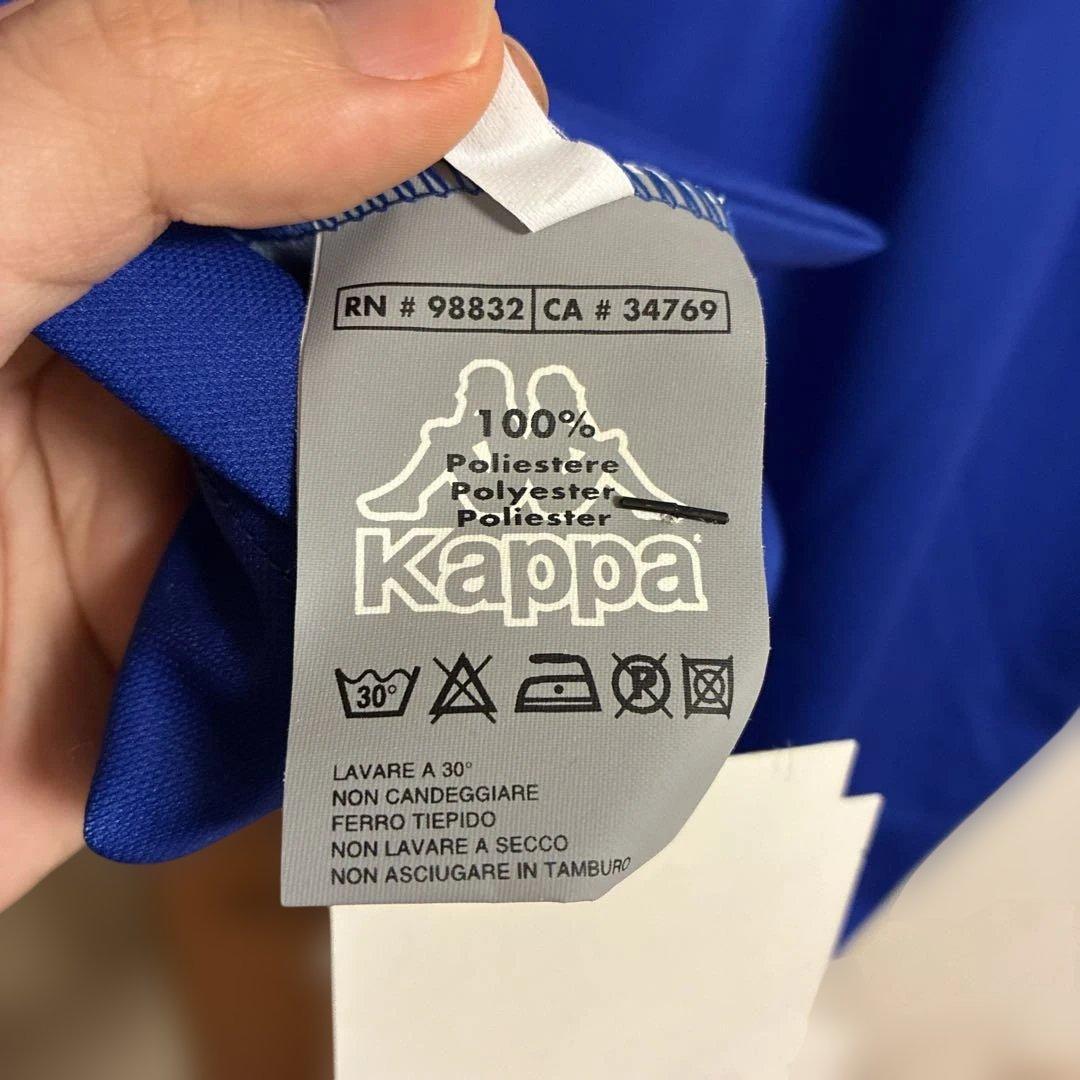 RN # 98832 CA # 34769
100%
Poliestere
Polyester
Poliester
Kappa
30° P
LAVARE A 30°
NON CANDEGGIARE
FERRO TIEPIDO
NON LAVARE A SECCO
NON ASCIUGARE IN TAMBURO